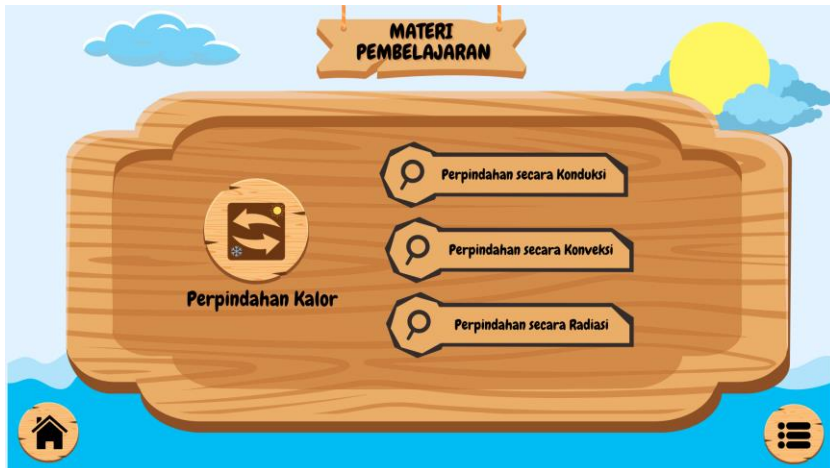 MATERI
PEMBELAJARAN
Perpindahan secara Konduksi
Perpindahan secara Konveksi
Perpindahan secara Radiasi
Perpindahan Kalor